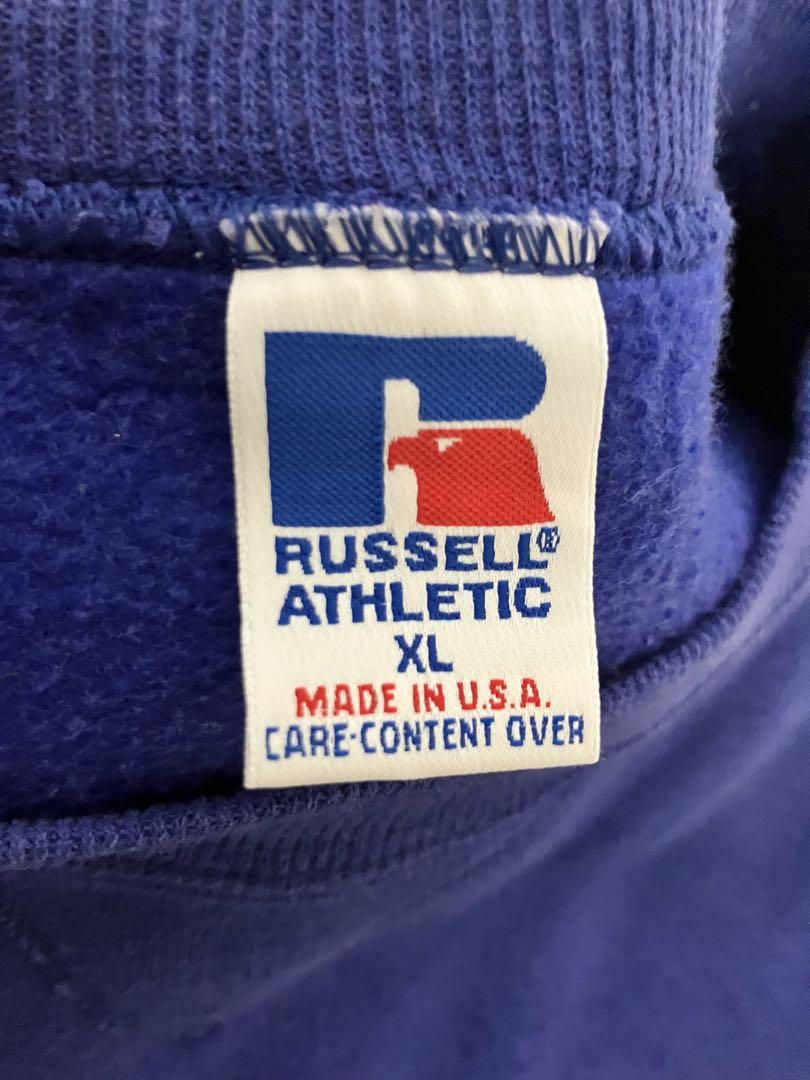 RUSSELL®
ATHLETIC
XL
MADE IN U.S.A.
CARE-CONTENT OVER